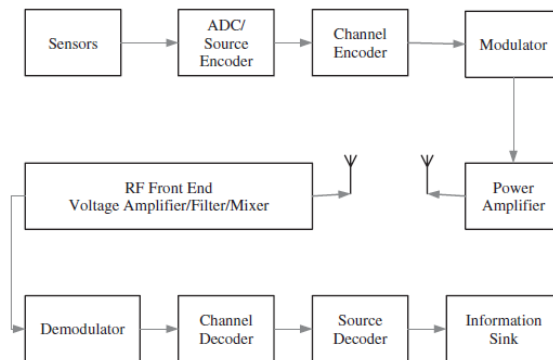 Sensors
ADC/
Source
Encoder
Channel
Encoder
Modulator
RF Front End
Voltage Amplifier/Filter/Mixer
Power
Amplifier
Demodulator
Channel
Decoder
Source
Decoder
Information
Sink